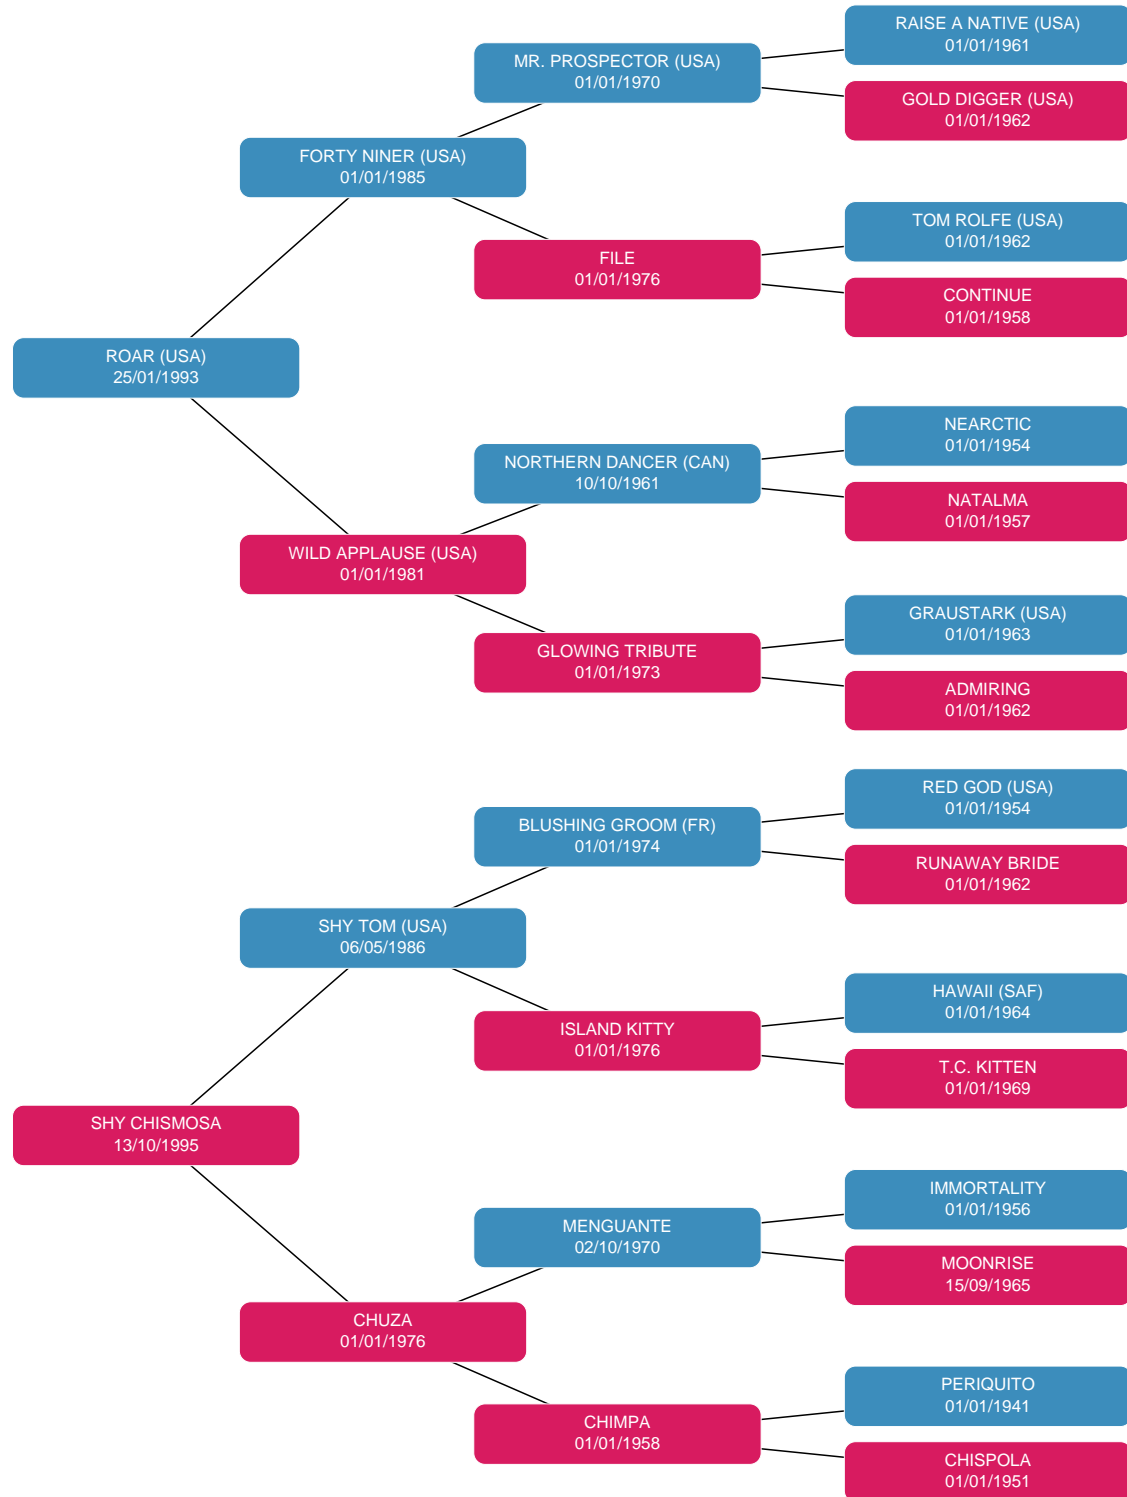 RAISE A NATIVE (USA)
01/01/1961
MR. PROSPECTOR (USA)
01/01/1970
GOLD DIGGER (USA)
01/01/1962
FORTY NINER (USA)
01/01/1985
TOM ROLFE (USA)
01/01/1962
FILE
01/01/1976
CONTINUE
01/01/1958
ROAR (USA)
25/01/1993
NEARCTIC
01/01/1954
NORTHERN DANCER (CAN)
10/10/1961
NATALMA
01/01/1957
WILD APPLAUSE (USA)
01/01/1981
GRAUSTARK (USA)
01/01/1963
GLOWING TRIBUTE
01/01/1973
ADMIRING
01/01/1962
RED GOD (USA)
01/01/1954
BLUSHING GROOM (FR)
01/01/1974
RUNAWAY BRIDE
01/01/1962
SHY TOM (USA)
06/05/1986
HAWAII (SAF)
01/01/1964
ISLAND KITTY
01/01/1976
T.C. KITTEN
01/01/1969
SHY CHISMOSA
13/10/1995
IMMORTALITY
01/01/1956
MENGUANTE
02/10/1970
MOONRISE
15/09/1965
CHUZA
01/01/1976
PERIQUITO
01/01/1941
CHIMPA
01/01/1958
CHISPOLA
01/01/1951